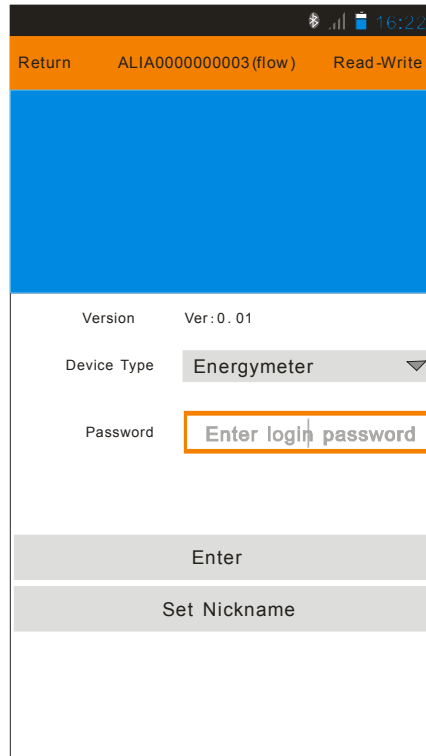 16:22
Return ALIA0000000003(flow) Read-Write
Version Ver:0.01
Device Type Energymeter
Password Enter login password
Enter
Set Nickname